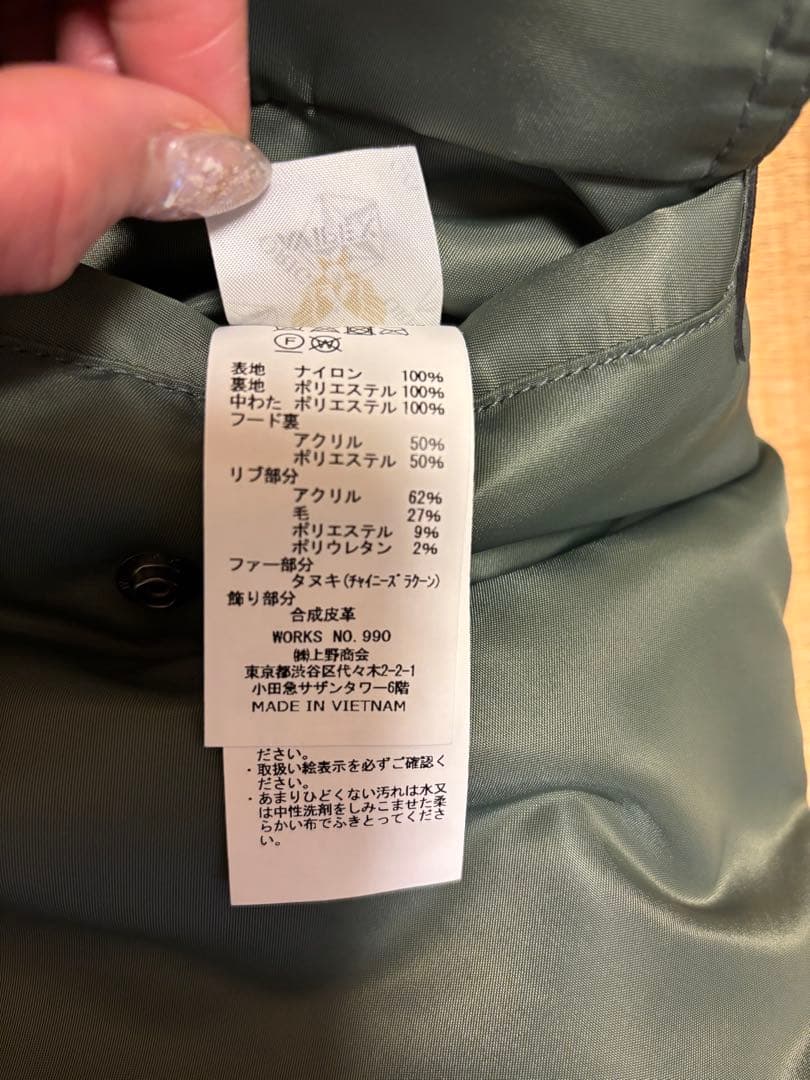 F W
表地 ナイロン 100%
裏地 ポリエステル 100%
中わた ポリエステル 100%
フード裏
アクリル 50%
ポリエステル 50%
リブ部分
アクリル 62%
毛 27%
ポリエステル 9%
ポリウレタン 2%
ファー部分
タヌキ(ﾁｬｲﾆｰｽﾞﾗｸｰﾝ)
飾り部分
合成皮革
WORKS NO.990
㈱上野商会
東京都渋谷区代々木2-2-1
小田急サザンタワー6階
MADE IN VIETNAM
ださい。
・取扱い絵表示を必ずご確認く
ださい。
・あまりひどくない汚れは水又
は中性洗剤をしみこませた柔
らかい布でふきとってくださ
い。